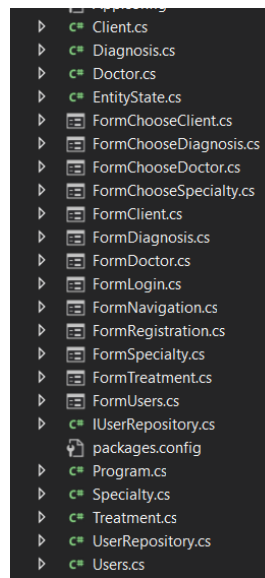 Client.cs
Diagnosis.cs
Doctor.cs
EntityState.cs
FormChooseClient.cs
FormChooseDiagnosis.cs
FormChooseDoctor.cs
FormChooseSpecialty.cs
FormClient.cs
FormDiagnosis.cs
FormDoctor.cs
FormLogin.cs
FormNavigation.cs
FormRegistration.cs
FormSpecialty.cs
FormTreatment.cs
FormUsers.cs
IUserRepository.cs
packages.config
Program.cs
Specialty.cs
Treatment.cs
UserRepository.cs
Users.cs